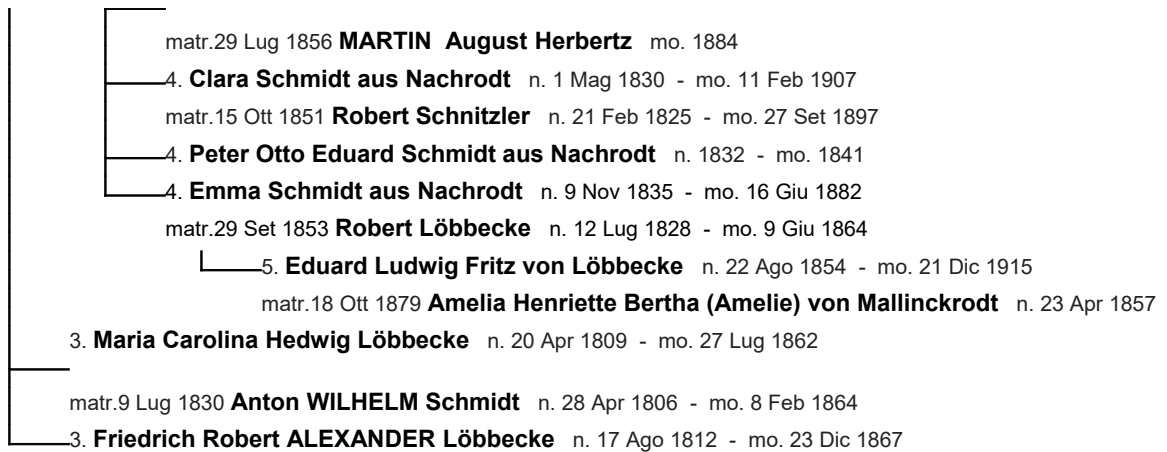 matr.29 Lug 1856 MARTIN August Herbertz mo. 1884
4. Clara Schmidt aus Nachrodt n. 1 Mag 1830 - mo. 11 Feb 1907
matr.15 Ott 1851 Robert Schnitzler n. 21 Feb 1825 - mo. 27 Set 1897
4. Peter Otto Eduard Schmidt aus Nachrodt n. 1832 - mo. 1841
4. Emma Schmidt aus Nachrodt n. 9 Nov 1835 - mo. 16 Giu 1882
matr.29 Set 1853 Robert Löbbecke n. 12 Lug 1828 - mo. 9 Giu 1864
5. Eduard Ludwig Fritz von Löbbecke n. 22 Ago 1854 - mo. 21 Dic 1915
matr.18 Ott 1879 Amelia Henriette Bertha (Amelie) von Mallinckrodt n. 23 Apr 1857
3. Maria Carolina Hedwig Löbbecke n. 20 Apr 1809 - mo. 27 Lug 1862
matr.9 Lug 1830 Anton WILHELM Schmidt n. 28 Apr 1806 - mo. 8 Feb 1864
3. Friedrich Robert ALEXANDER Löbbecke n. 17 Ago 1812 - mo. 23 Dic 1867